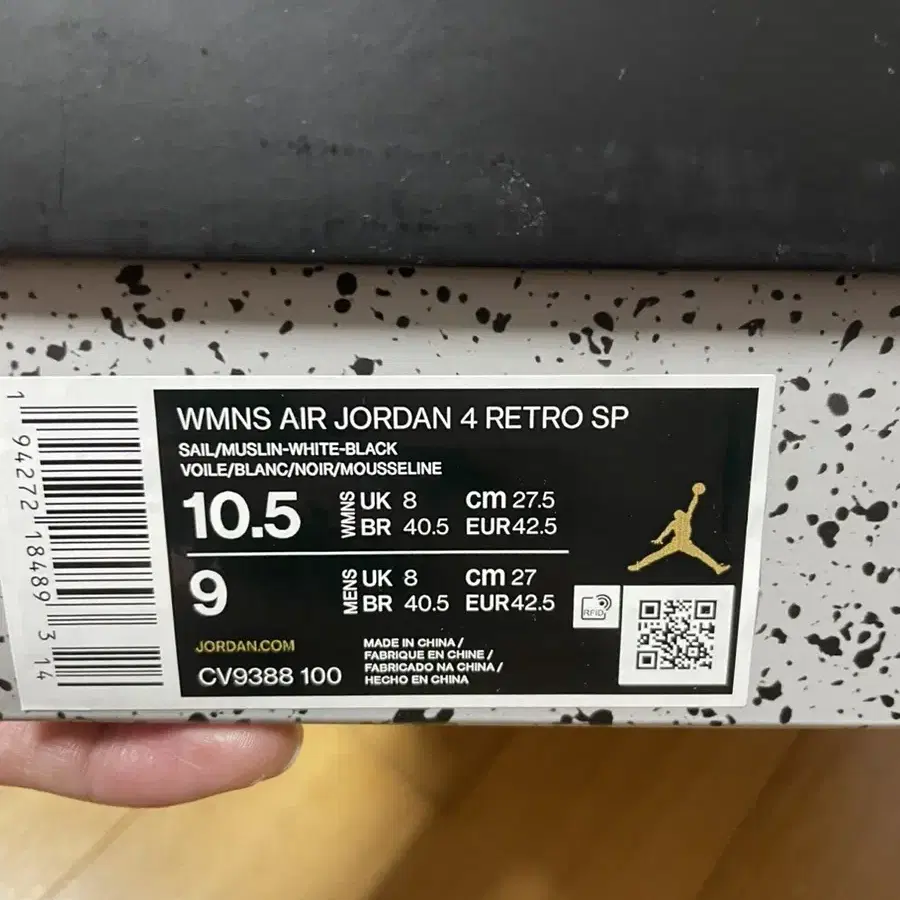 WMNS AIR JORDAN 4 RETRO SP
SAIL/MUSLIN-WHITE-BLACK
VOILE/BLANC/NOIR/MOUSSELINE
10.5 WMNS UK 8 cm 27.5
BR 40.5 EUR 42.5
9 MENS UK 8 cm 27
BR 40.5 EUR 42.5
RFID
JORDAN.COM
CV9388 100
MADE IN CHINA /
FABRIQUE EN CHINE /
FABRICADO NA CHINA /
HECHO EN CHINA
1 94272 18489 3 14